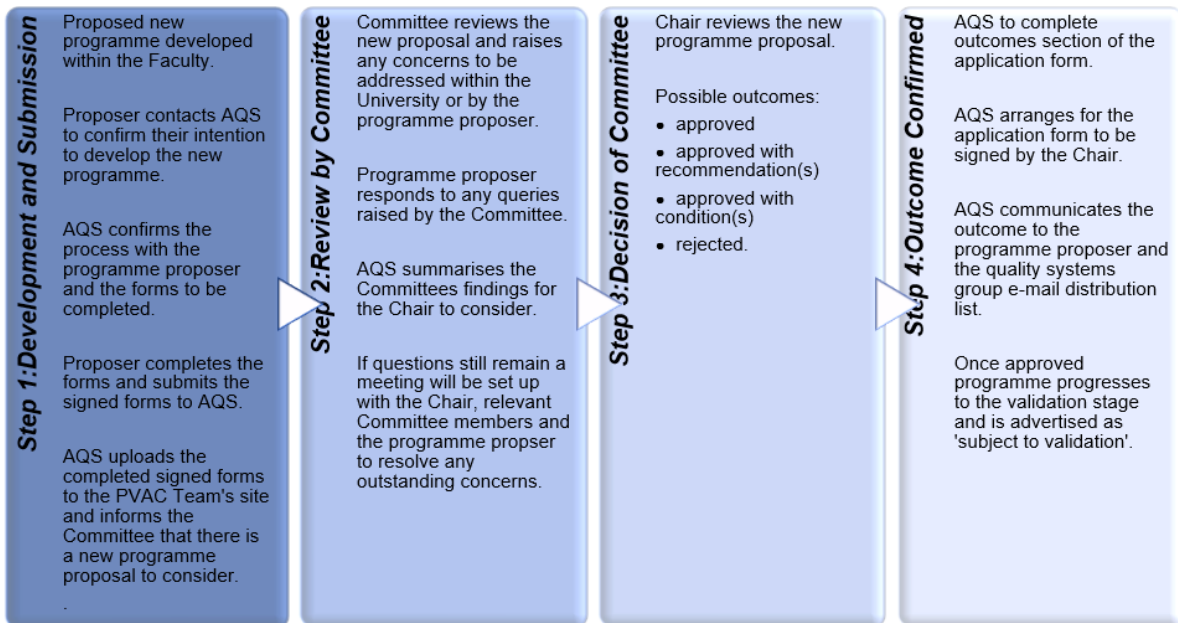 Step 1:Development and Submission
Proposed new
programme developed
within the Faculty.
Proposer contacts AQS
to confirm their intention
to develop the new
programme.
AQS confirms the
process with the
programme proposer
and the forms to be
completed.
Proposer completes the
forms and submits the
signed forms to AQS.
AQS uploads the
completed signed forms
to the PVAC Team's site
and informs the
Committee that there is
a new programme
proposal to consider.
.
Step 2:Review by Committee
Committee reviews the
new proposal and raises
any concerns to be
addressed within the
University or by the
programme proposer.
Programme proposer
responds to any queries
raised by the Committee.
AQS summarises the
Committees findings for
the Chair to consider.
If questions still remain a
meeting will be set up
with the Chair, relevant
Committee members and
the programme propser
to resolve any
outstanding concerns.
Step 3:Decision of Committee
Chair reviews the new
programme proposal.
Possible outcomes:
• approved
• approved with
recommendation(s)
• approved with
condition(s)
• rejected.
Step 4:Outcome Confirmed
AQS to complete
outcomes section of the
application form.
AQS arranges for the
application form to be
signed by the Chair.
AQS communicates the
outcome to the
programme proposer and
the quality systems
group e-mail distribution
list.
Once approved
programme progresses
to the validation stage
and is advertised as
'subject to validation'.